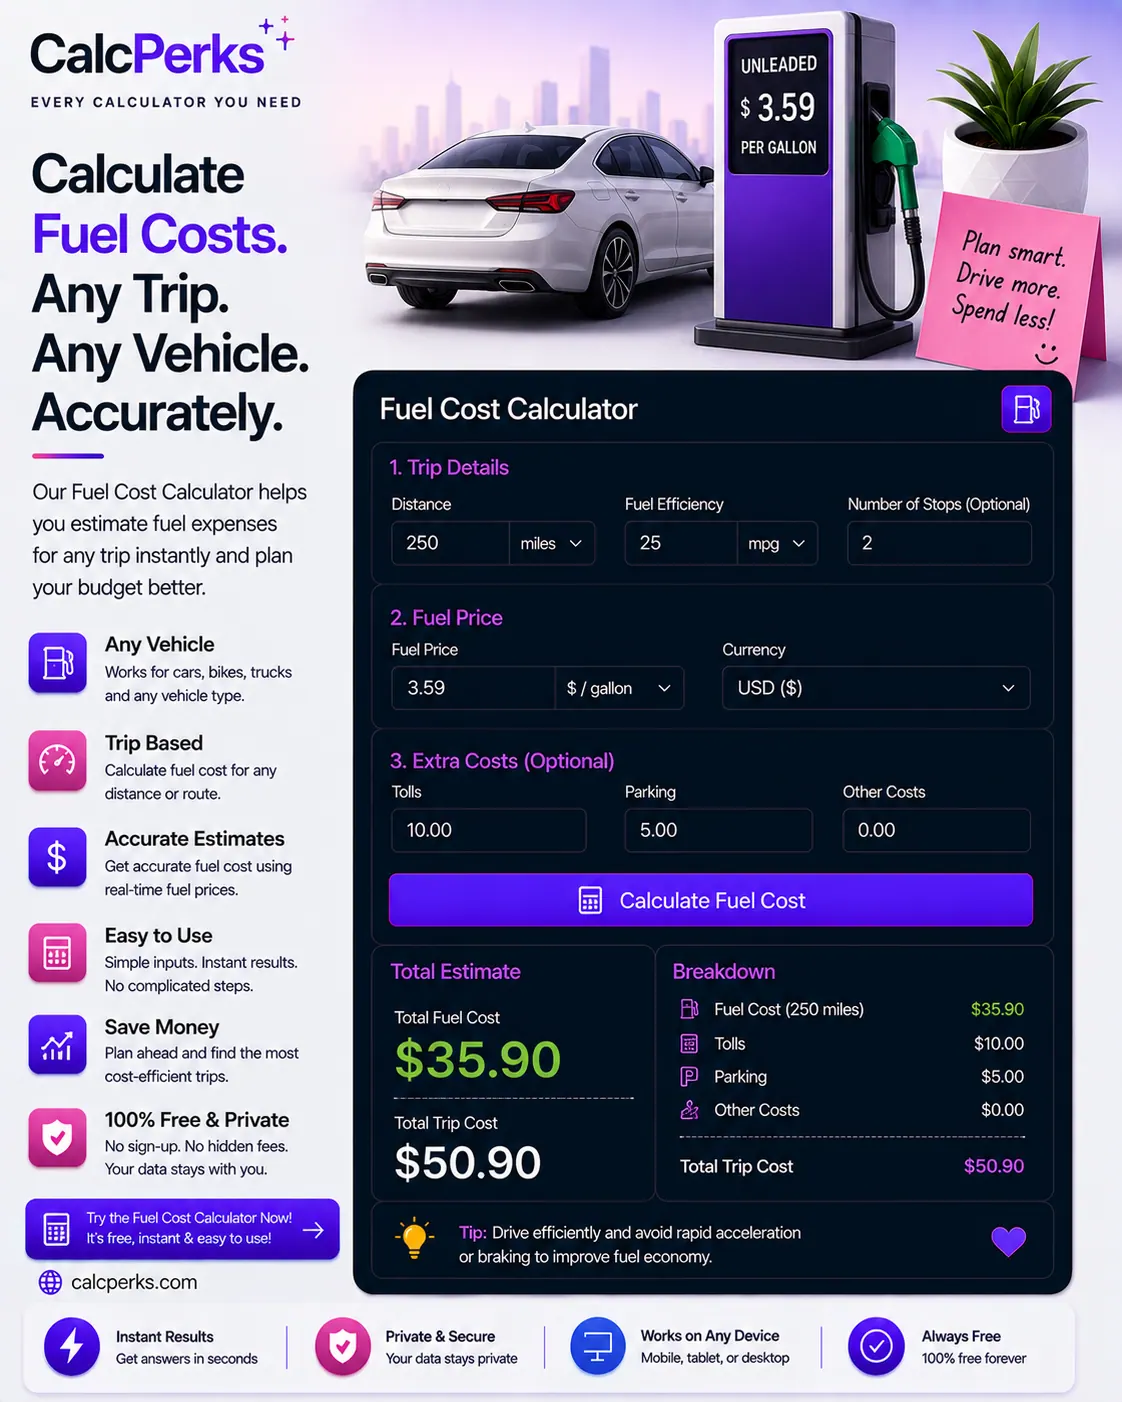 CalcPerks
EVERY CALCULATOR YOU NEED
Calculate
Fuel Costs.
Any Trip.
Any Vehicle.
Accurately.
Our Fuel Cost Calculator helps
you estimate fuel expenses
for any trip instantly and plan
your budget better.
Any Vehicle
Works for cars, bikes, trucks
and any vehicle type.
Trip Based
Calculate fuel cost for any
distance or route.
Accurate Estimates
Get accurate fuel cost using
real-time fuel prices.
Easy to Use
Simple inputs. Instant results.
No complicated steps.
Save Money
Plan ahead and find the most
cost-efficient trips.
100% Free & Private
No sign-up. No hidden fees.
Your data stays with you.
Try the Fuel Cost Calculator Now!
It's free, instant & easy to use!
calcperks.com
UNLEADED
$ 3.59
PER GALLON
Plan smart.
Drive more.
Spend less!
Fuel Cost Calculator
1. Trip Details
Distance Fuel Efficiency Number of Stops (Optional)
250 miles 25 mpg 2
2. Fuel Price
Fuel Price Currency
3.59 $ / gallon USD ($)
3. Extra Costs (Optional)
Tolls Parking Other Costs
10.00 5.00 0.00
Calculate Fuel Cost
Total Estimate
Total Fuel Cost
$35.90
Total Trip Cost
$50.90
Breakdown
Fuel Cost (250 miles) $35.90
Tolls $10.00
Parking $5.00
Other Costs $0.00
Total Trip Cost $50.90
Tip: Drive efficiently and avoid rapid acceleration
or braking to improve fuel economy.
Instant Results
Get answers in seconds
Private & Secure
Your data stays private
Works on Any Device
Mobile, tablet, or desktop
Always Free
100% free forever